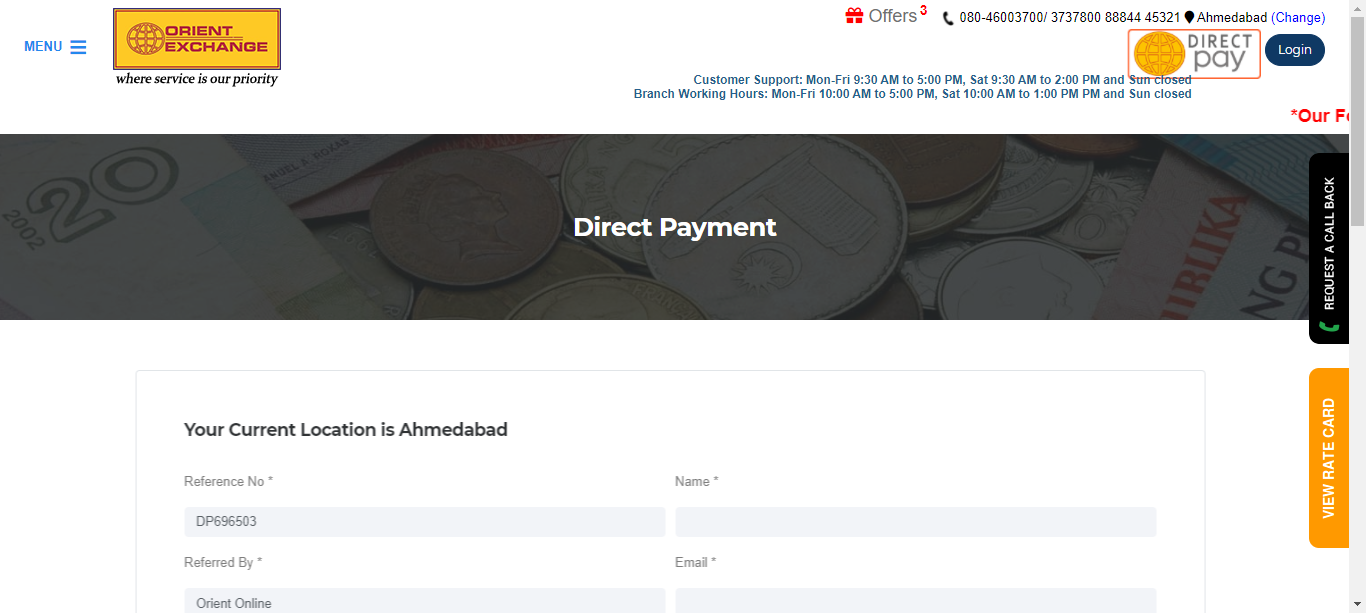 MENU
ORIENT
EXCHANGE
where service is our priority
Offers 3
080-46003700/ 3737800 88844 45321 Ahmedabad (Change)
DIRECT
pay
Login
Customer Support: Mon-Fri 9:30 AM to 5:00 PM, Sat 9:30 AM to 2:00 PM and Sun closed
Branch Working Hours: Mon-Fri 10:00 AM to 5:00 PM, Sat 10:00 AM to 1:00 PM PM and Sun closed
*Our
20
2002
MANUEL A. ROXAS
Direct Payment
REQUEST A CALL BACK
VIEW RATE CARD
Your Current Location is Ahmedabad
Reference No *
Name *
DP696503
Referred By *
Email *
Orient Online